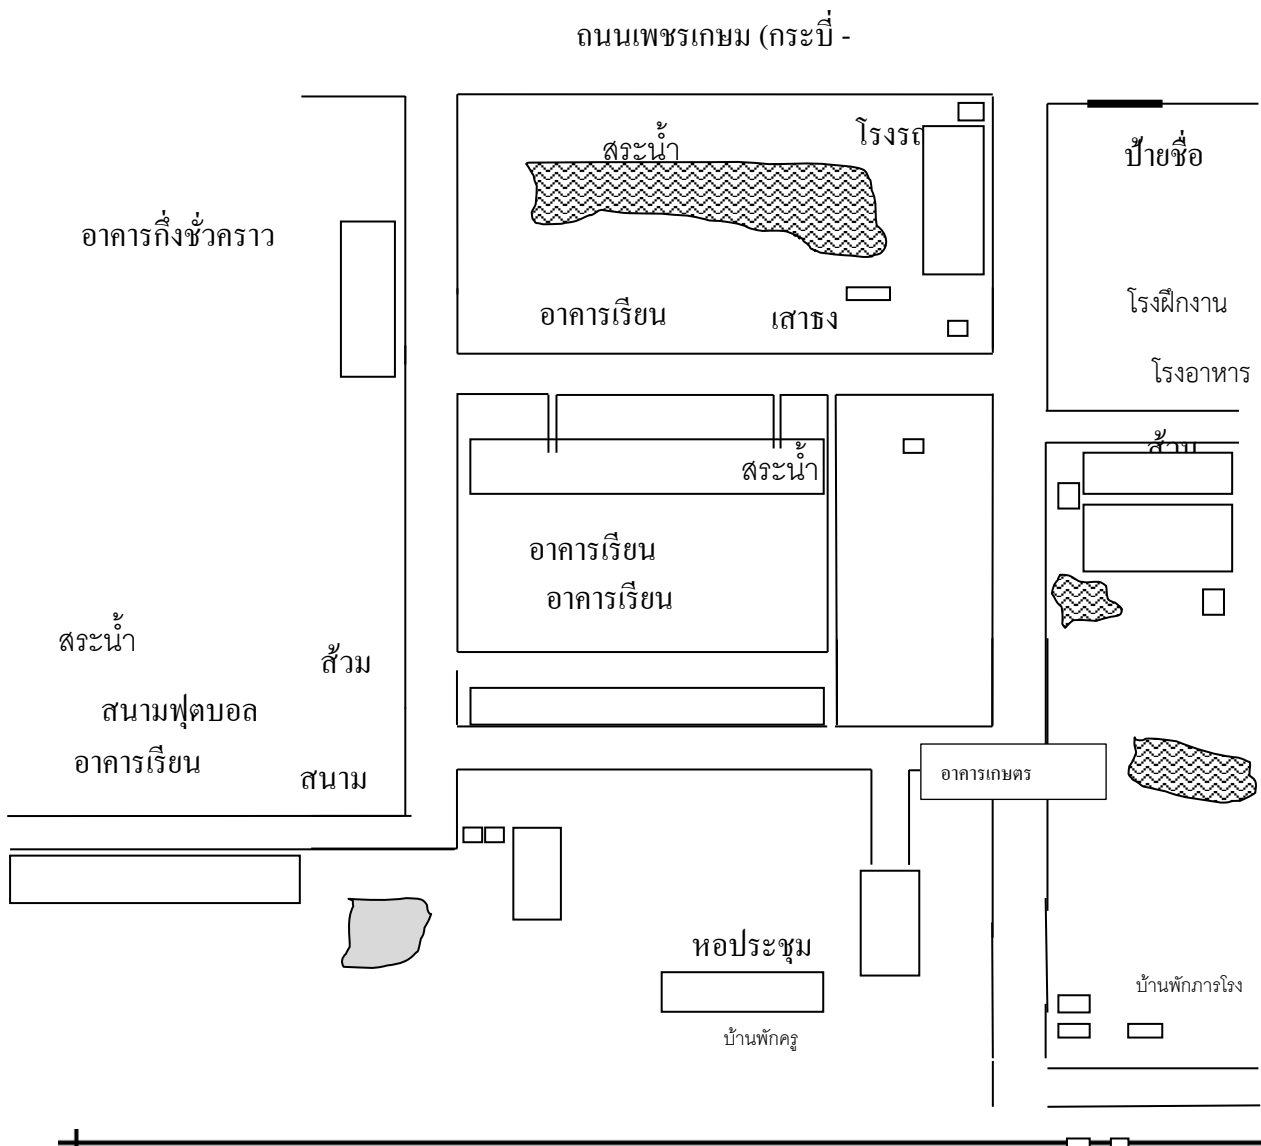 ถนนเพชรเกษม (กระบี่ -
สระน้ำ
โรงรถ
ป้ายชื่อ
อาคารกึ่งชั่วคราว
อาคารเรียน
เสาธง
โรงฝึกงาน
โรงอาหาร
ส้วม
สระน้ำ
อาคารเรียน
อาคารเรียน
สระน้ำ
ส้วม
สนามฟุตบอล
อาคารเรียน
สนาม
อาคารเกษตร
หอประชุม
บ้านพักภารโรง
บ้านพักครู